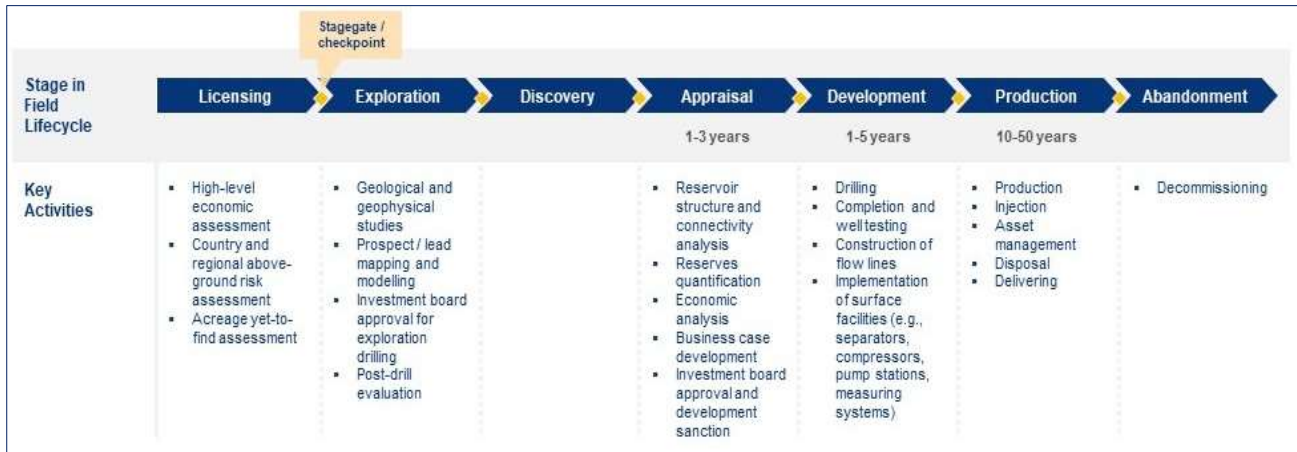 Stagegate /
checkpoint
Stage in
Field
Lifecycle
Licensing
Exploration
Discovery
Appraisal
Development
Production
Abandonment
1-3 years
1-5 years
10-50 years
Key
Activities
▪ High-level
economic
assessment
▪ Country and
regional above-
ground risk
assessment
▪ Acreage yet-to-
find assessment
▪ Geological and
geophysical
studies
▪ Prospect / lead
mapping and
modelling
▪ Investment board
approval for
exploration
drilling
▪ Post-drill
evaluation
▪ Reservoir
structure and
connectivity
analysis
▪ Reserves
quantification
▪ Economic
analysis
▪ Business case
development
▪ Investment board
approval and
development
sanction
▪ Drilling
▪ Completion and
well testing
▪ Construction of
flow lines
▪ Implementation
of surface
facilities (e.g.,
separators,
compressors,
pump stations,
measuring
systems)
▪ Production
▪ Injection
▪ Asset
management
▪ Disposal
▪ Delivering
▪ Decommissioning